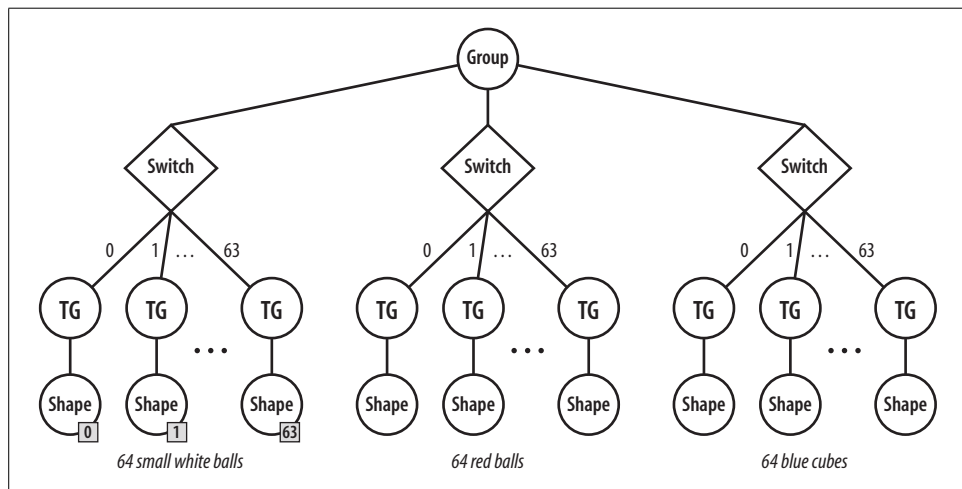 Group
Switch Switch Switch
0 1 ... 63 0 1 ... 63 0 1 ... 63
TG TG TG TG TG TG TG TG TG
... ... ...
Shape Shape Shape Shape Shape Shape Shape Shape Shape
0 1 63
64 small white balls 64 red balls 64 blue cubes